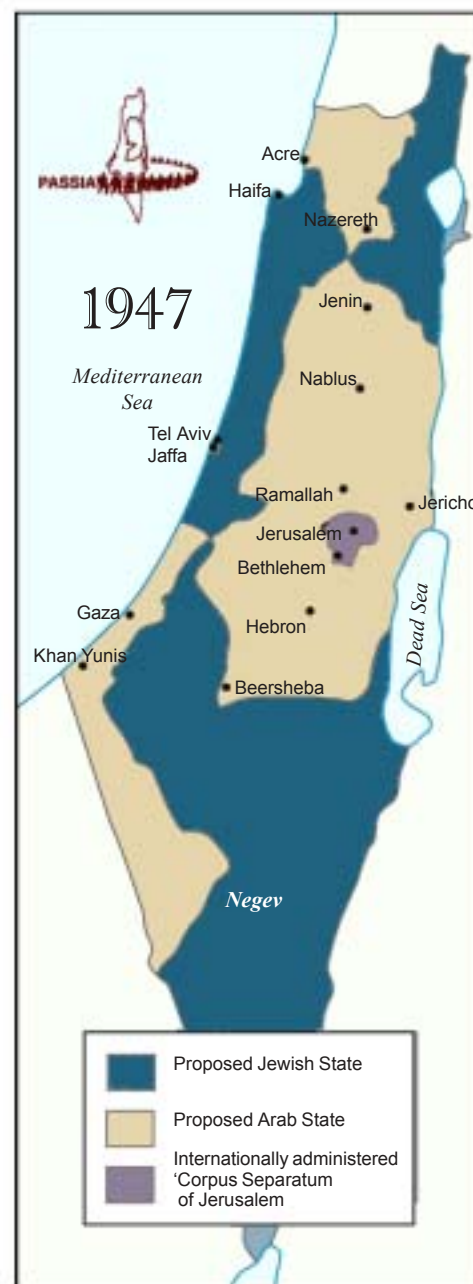 PASSIA
Acre
Haifa
Nazereth
1947
Jenin
Mediterranean
Sea
Nablus
Tel Aviv
Jaffa
Ramallah
Jericho
Jerusalem
Bethlehem
Gaza
Hebron
Dead Sea
Khan Yunis
Beersheba
Negev
Proposed Jewish State
Proposed Arab State
Internationally administered
‘Corpus Separatum
of Jerusalem